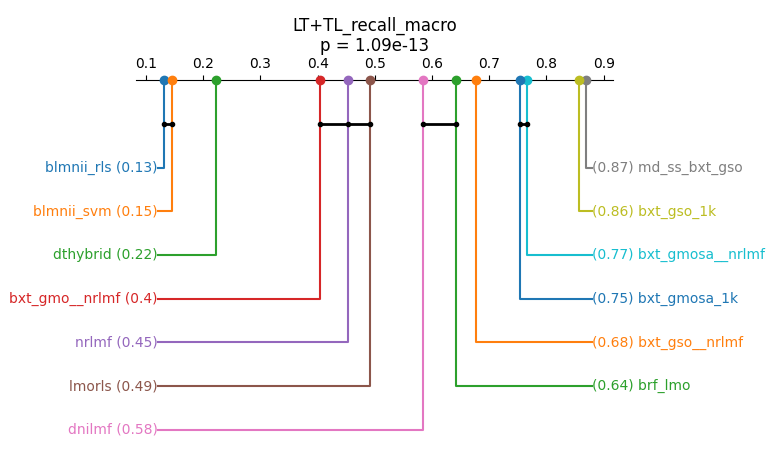 LT+TL_recall_macro
p = 1.09e-13
0.1 0.2 0.3 0.4 0.5 0.6 0.7 0.8 0.9
blmnii_rls (0.13)
(0.87) md_ss_bxt_gso
blmnii_svm (0.15)
(0.86) bxt_gso_1k
dthybrid (0.22)
(0.77) bxt_gmosa__nrlmf
bxt_gmo__nrlmf (0.4)
(0.75) bxt_gmosa_1k
nrlmf (0.45)
(0.68) bxt_gso__nrlmf
lmorls (0.49)
(0.64) brf_lmo
dnilmf (0.58)